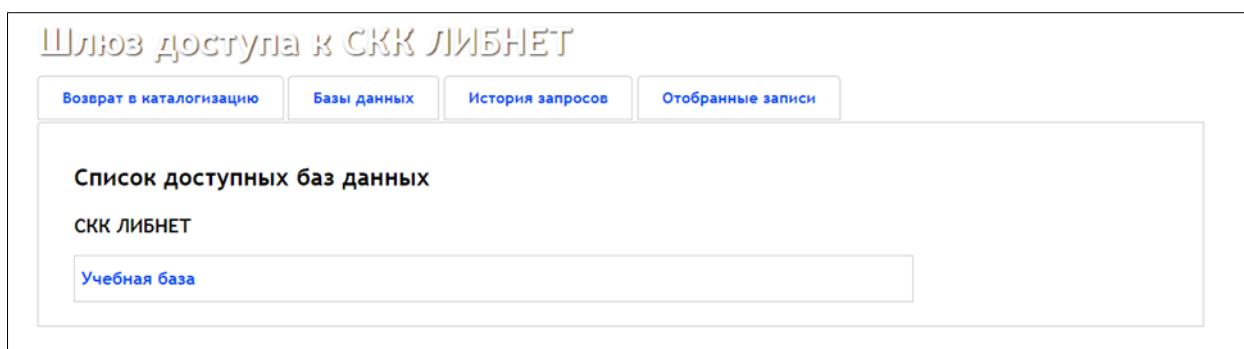 Шлюз доступа к СКК ЛИБНЕТ
Возврат в каталогизацию Базы данных История запросов Отобранные записи
Список доступных баз данных
СКК ЛИБНЕТ
Учебная база